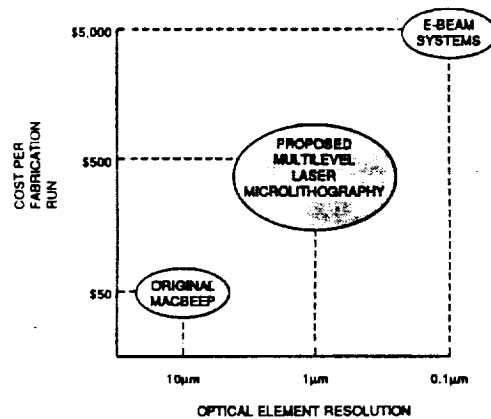 E-BEAM
SYSTEMS
$5,000
PROPOSED
MULTILEVEL
LASER
MICROLITHOGRAPHY
$500
COST PER
FABRICATION
RUN
ORIGINAL
MACBEEP
$50
10µm
1µm
0.1µm
OPTICAL ELEMENT RESOLUTION